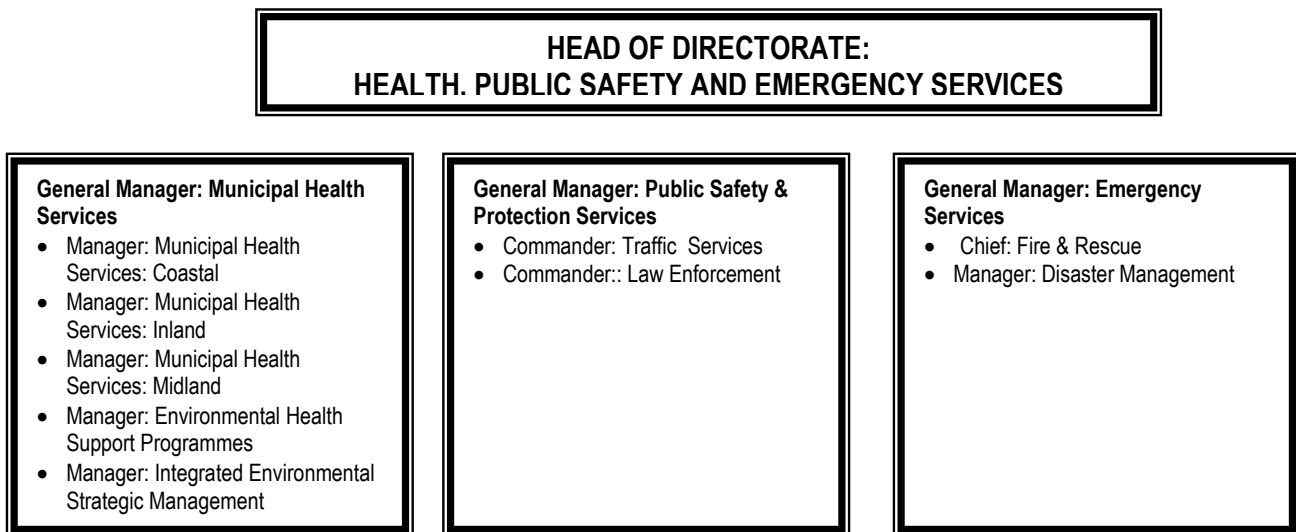 HEAD OF DIRECTORATE:
HEALTH. PUBLIC SAFETY AND EMERGENCY SERVICES
General Manager: Municipal Health
Services
• Manager: Municipal Health
Services: Coastal
• Manager: Municipal Health
Services: Inland
• Manager: Municipal Health
Services: Midland
• Manager: Environmental Health
Support Programmes
• Manager: Integrated Environmental
Strategic Management
General Manager: Public Safety &
Protection Services
• Commander: Traffic Services
• Commander:: Law Enforcement
General Manager: Emergency
Services
• Chief: Fire & Rescue
• Manager: Disaster Management